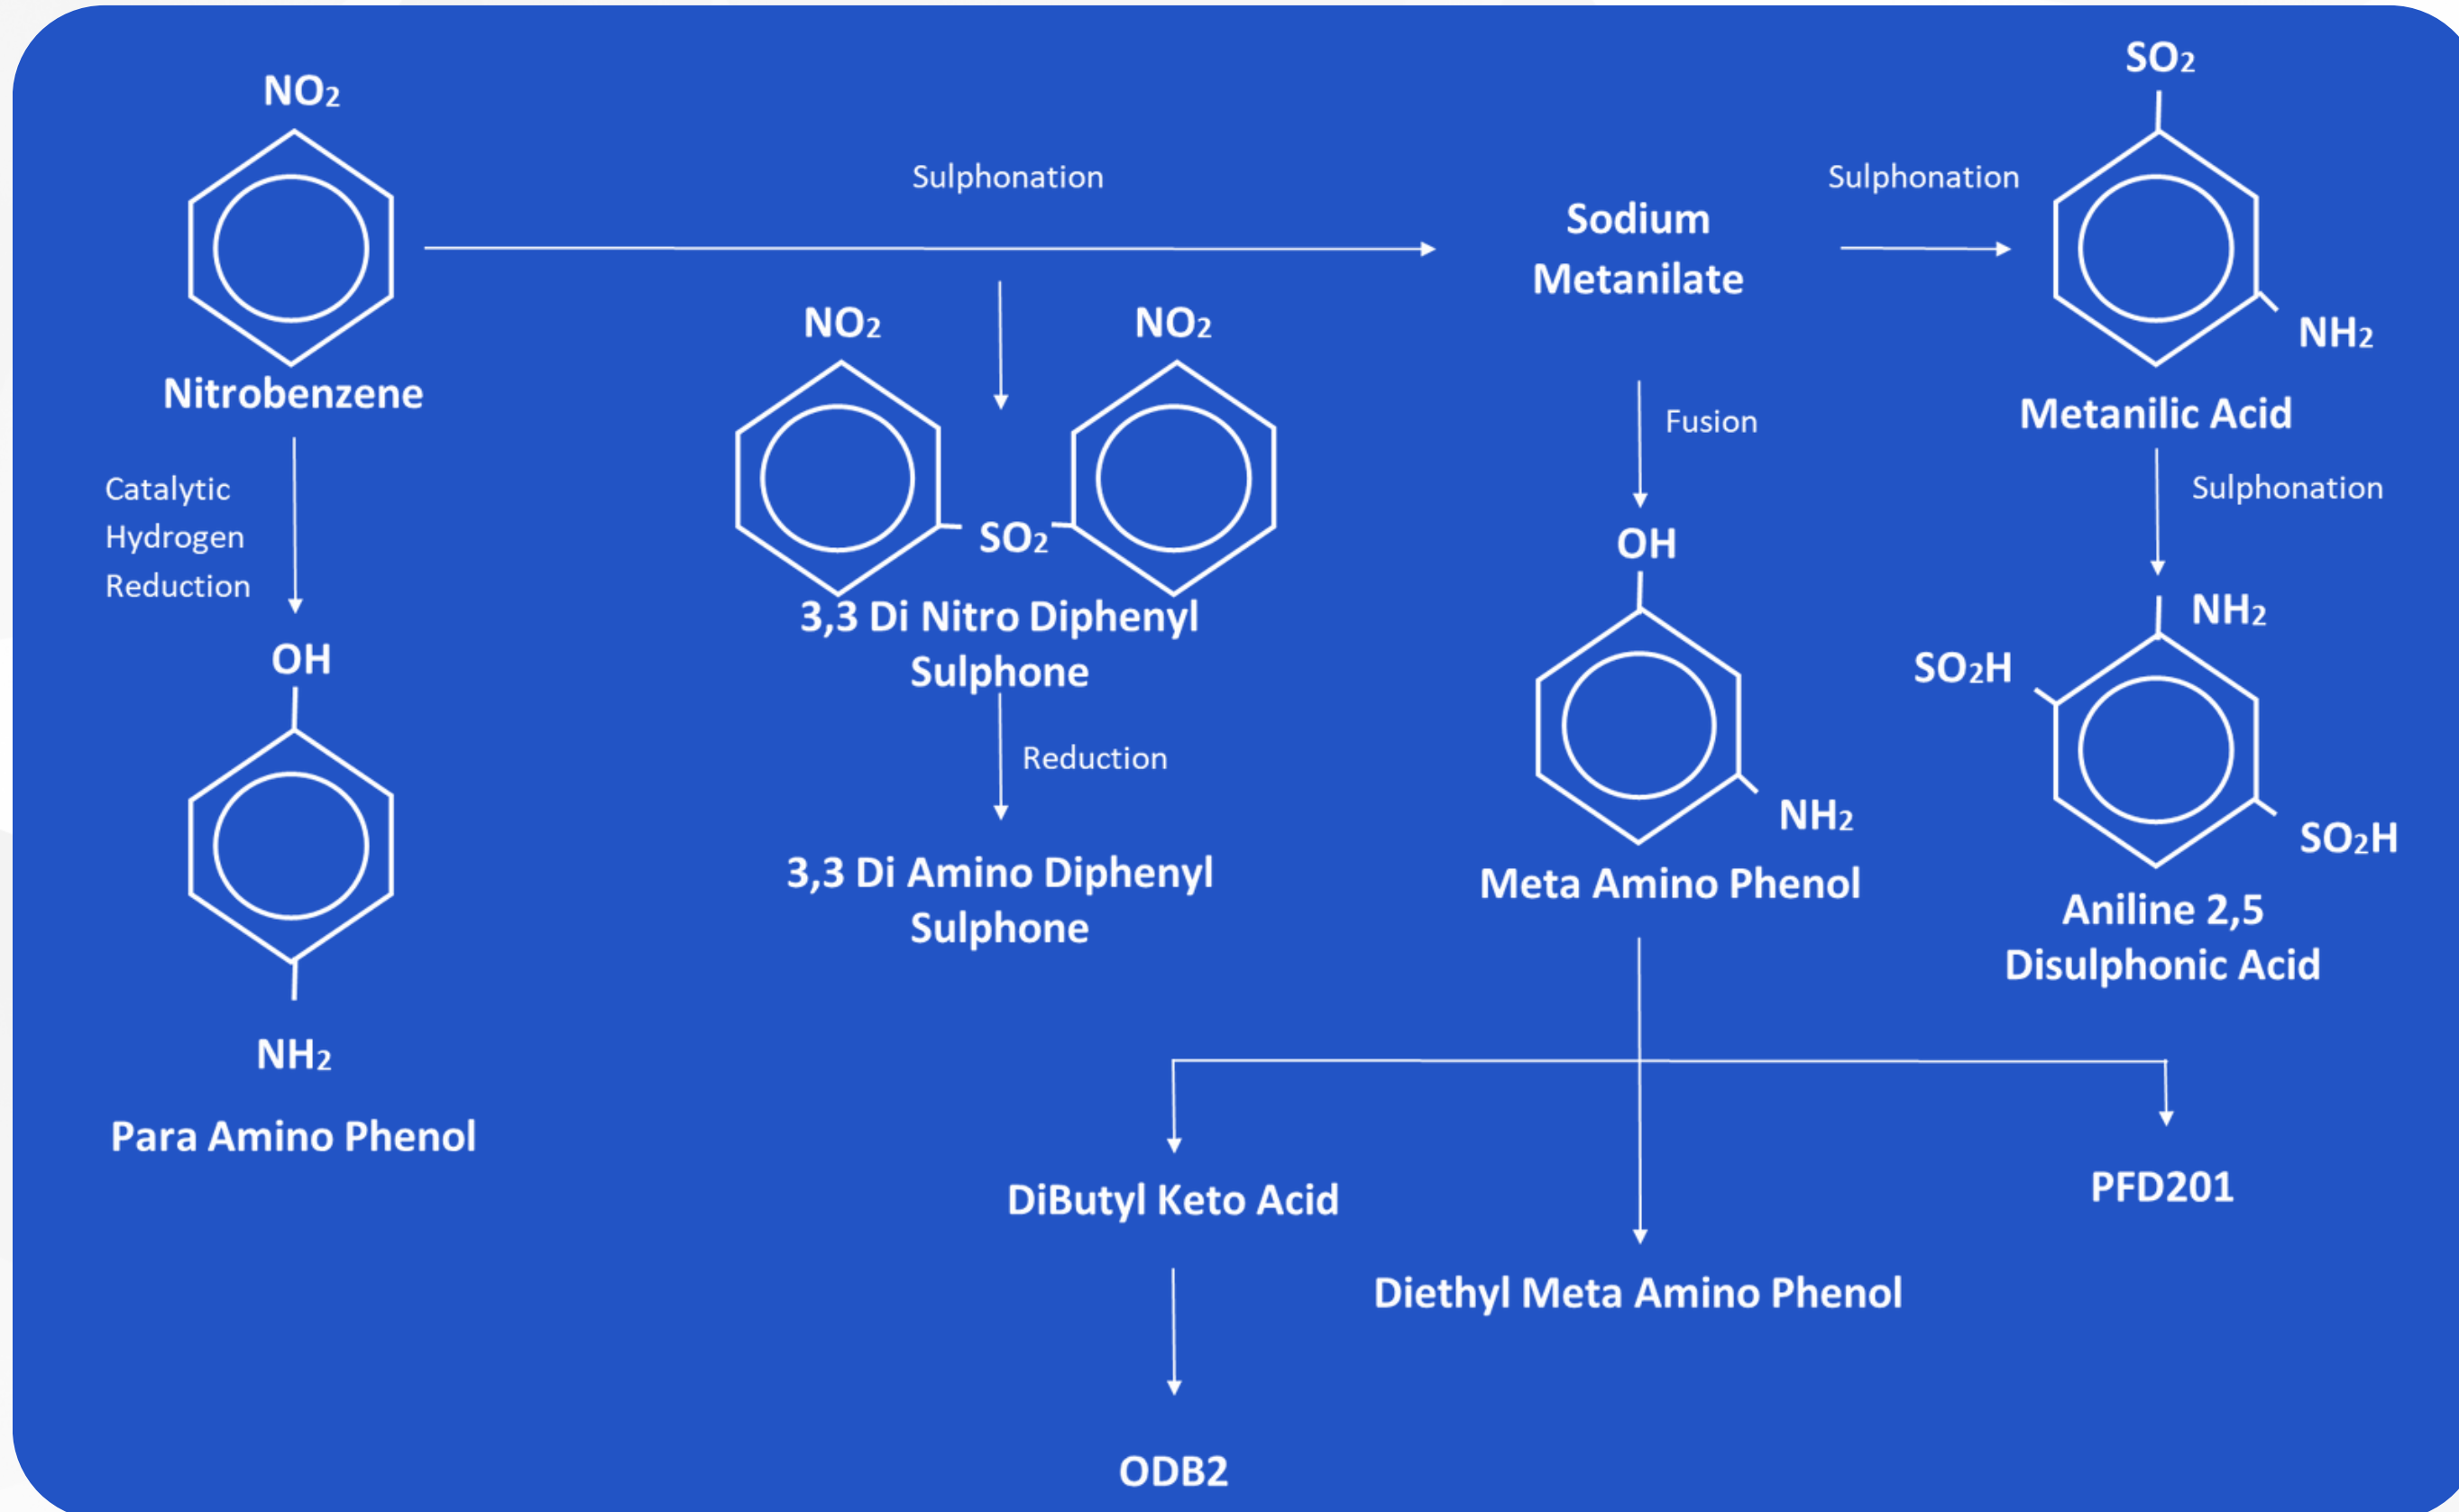 NO₂
Nitrobenzene
Catalytic
Hydrogen
Reduction
OH
NH₂
Para Amino Phenol
Sulphonation
NO₂
NO₂
SO₂
3,3 Di Nitro Diphenyl
Sulphone
Reduction
3,3 Di Amino Diphenyl
Sulphone
Sodium
Metanilate
Sulphonation
SO₂
NH₂
Metanilic Acid
Fusion
OH
NH₂
Meta Amino Phenol
Sulphonation
NH₂
SO₂H
SO₂H
Aniline 2,5
Disulphonic Acid
DiButyl Keto Acid
ODB2
Diethyl Meta Amino Phenol
PFD201